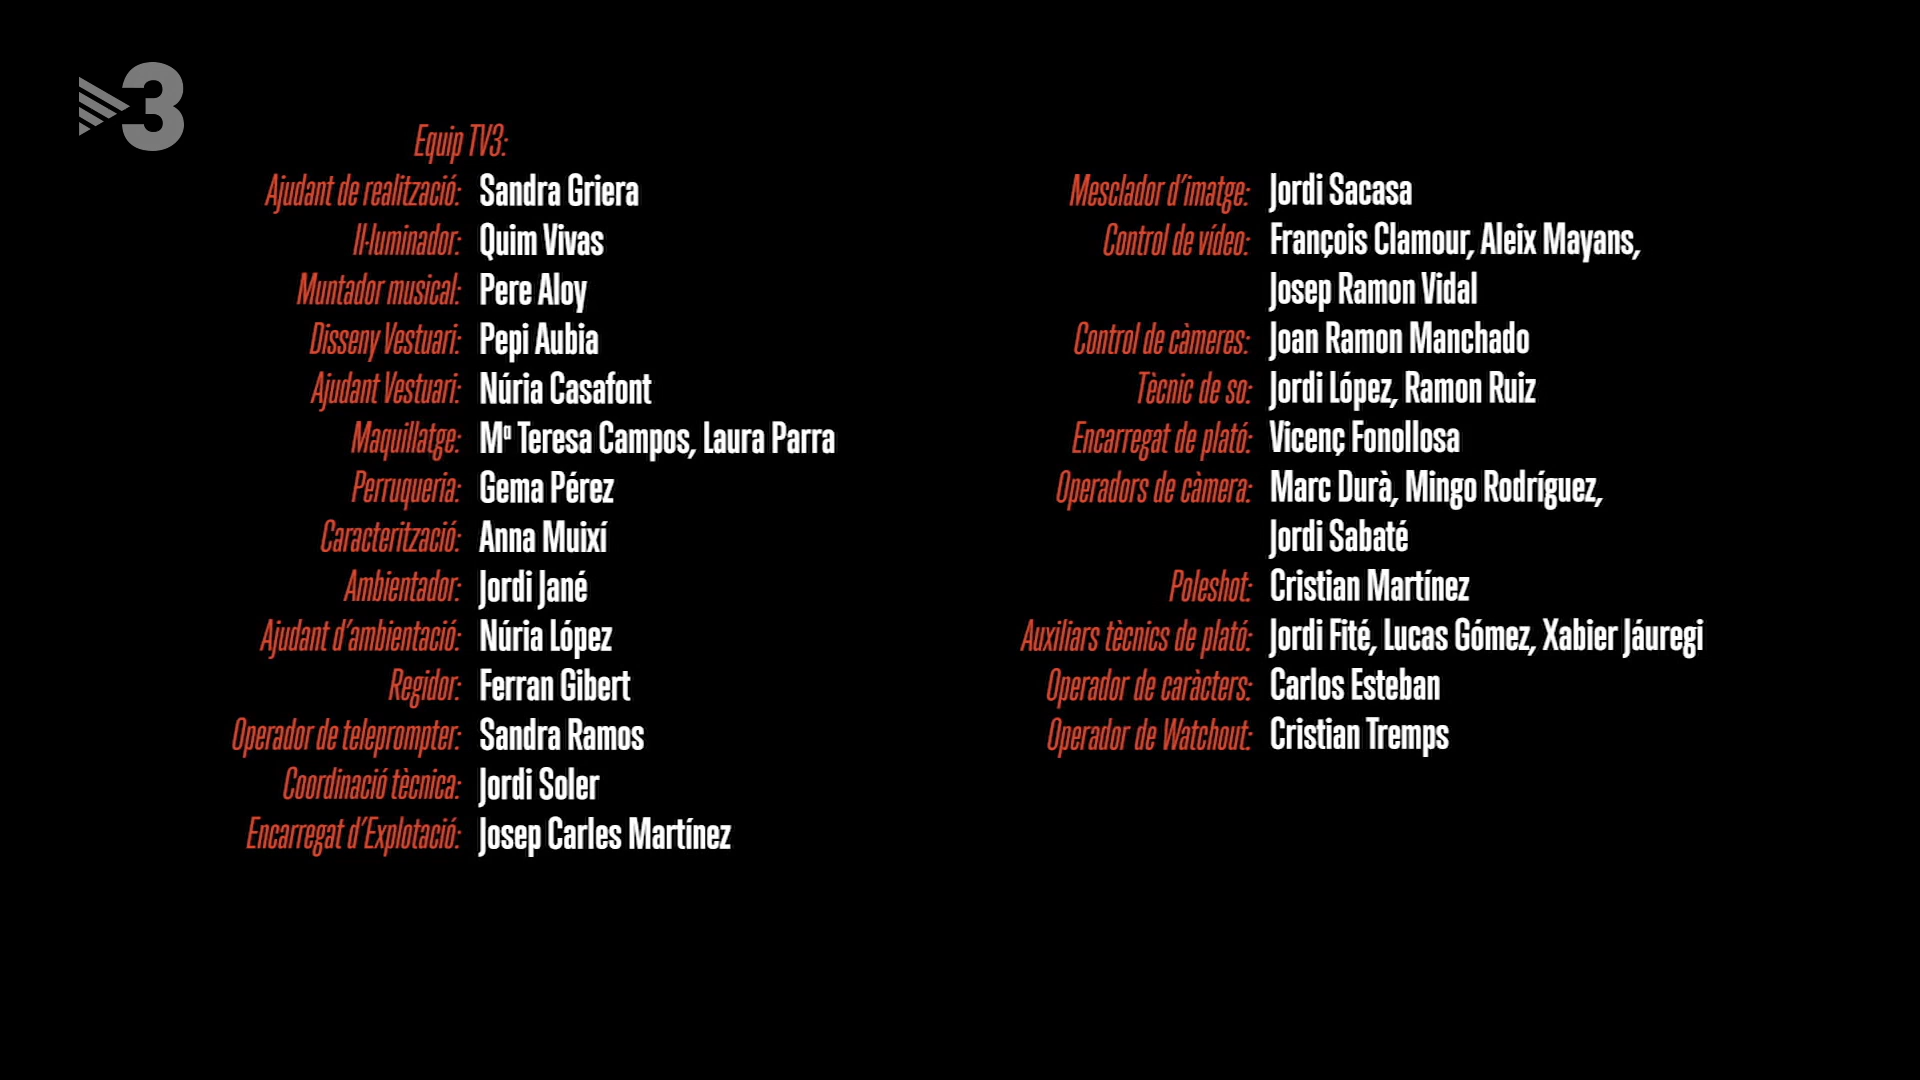 3
Equip TV3:
Ajudant de realització: Sandra Griera
Il·luminador: Quim Vivas
Muntador musical: Pere Aloy
Disseny Vestuari: Pepi Aubia
Ajudant Vestuari: Núria Casafont
Maquillatge: Mª Teresa Campos, Laura Parra
Perruqueria: Gema Pérez
Caracterització: Anna Muixí
Ambientador: Jordi Jané
Ajudant d'ambientació: Núria López
Regidor: Ferran Gibert
Operador de teleprompter: Sandra Ramos
Coordinació tècnica: Jordi Soler
Encarregat d'Explotació: Josep Carles Martínez
Mesclador d'imatge: Jordi Sacasa
Control de vídeo: François Clamour, Aleix Mayans,
Josep Ramon Vidal
Control de càmeres: Joan Ramon Manchado
Tècnic de so: Jordi López, Ramon Ruiz
Encarregat de plató: Vicenç Fonollosa
Operadors de càmera: Marc Durà, Mingo Rodríguez,
Jordi Sabaté
Poleshot: Cristian Martínez
Auxiliars tècnics de plató: Jordi Fité, Lucas Gómez, Xabier Jáuregi
Operador de caràcters: Carlos Esteban
Operador de Watchout: Cristian Tremps